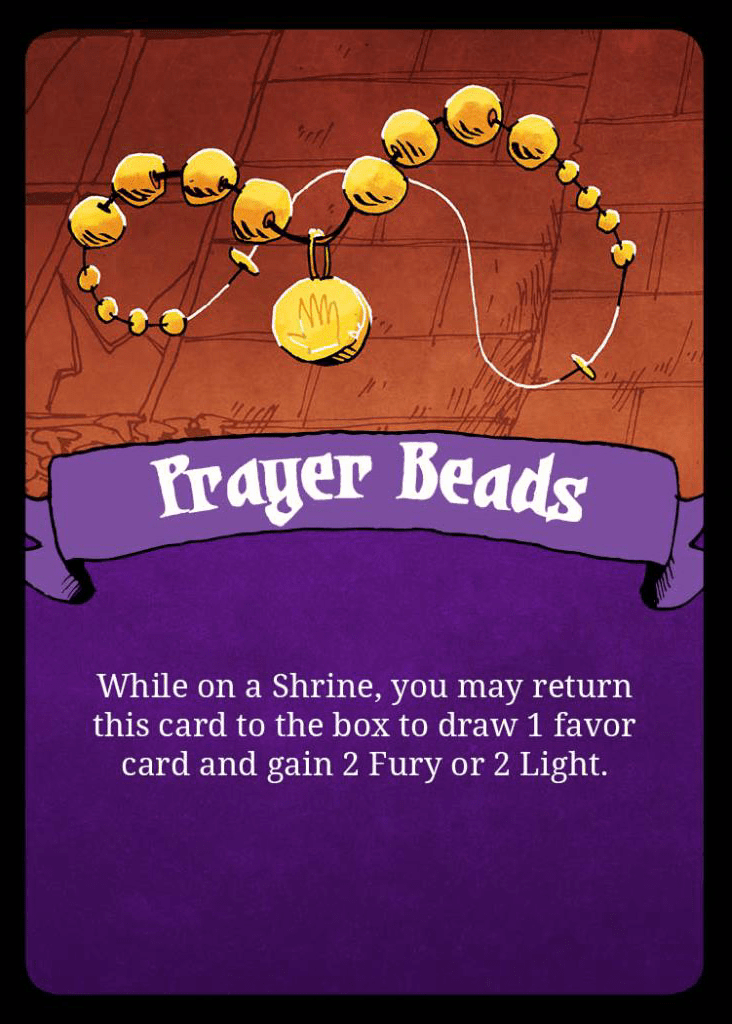 Prayer Beads
While on a Shrine, you may return
this card to the box to draw 1 favor
card and gain 2 Fury or 2 Light.